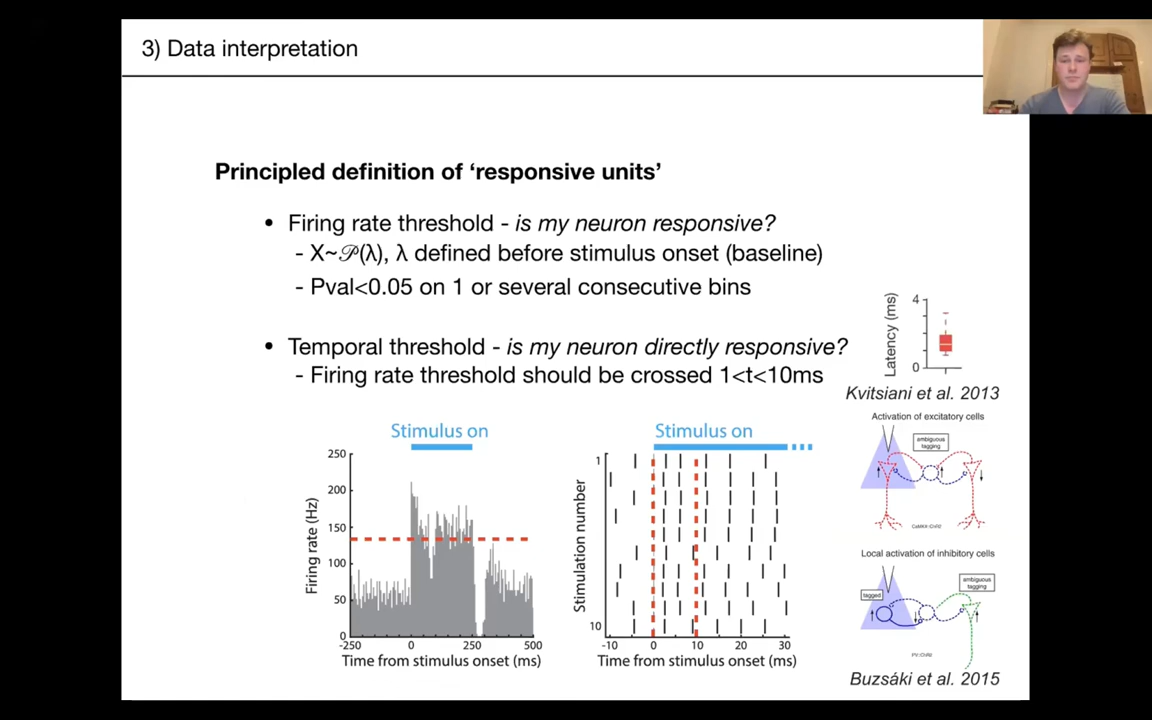 3) Data interpretation
Principled definition of ‘responsive units’
• Firing rate threshold - is my neuron responsive?
- X~𝒫(λ), λ defined before stimulus onset (baseline)
- Pval<0.05 on 1 or several consecutive bins
• Temporal threshold - is my neuron directly responsive?
- Firing rate threshold should be crossed 1<t<10ms
Latency (ms)
4
0
Kvitsiani et al. 2013
Stimulus on
250
200
150
100
50
0
Firing rate (Hz)
-250 0 250 500
Time from stimulus onset (ms)
Stimulus on
1
10
Stimulation number
-10 0 10 20 30
Time from stimulus onset (ms)
Activation of excitatory cells
ambiguous
tagging
Local activation of inhibitory cells
ambiguous
tagging
tagged
Buzsáki et al. 2015